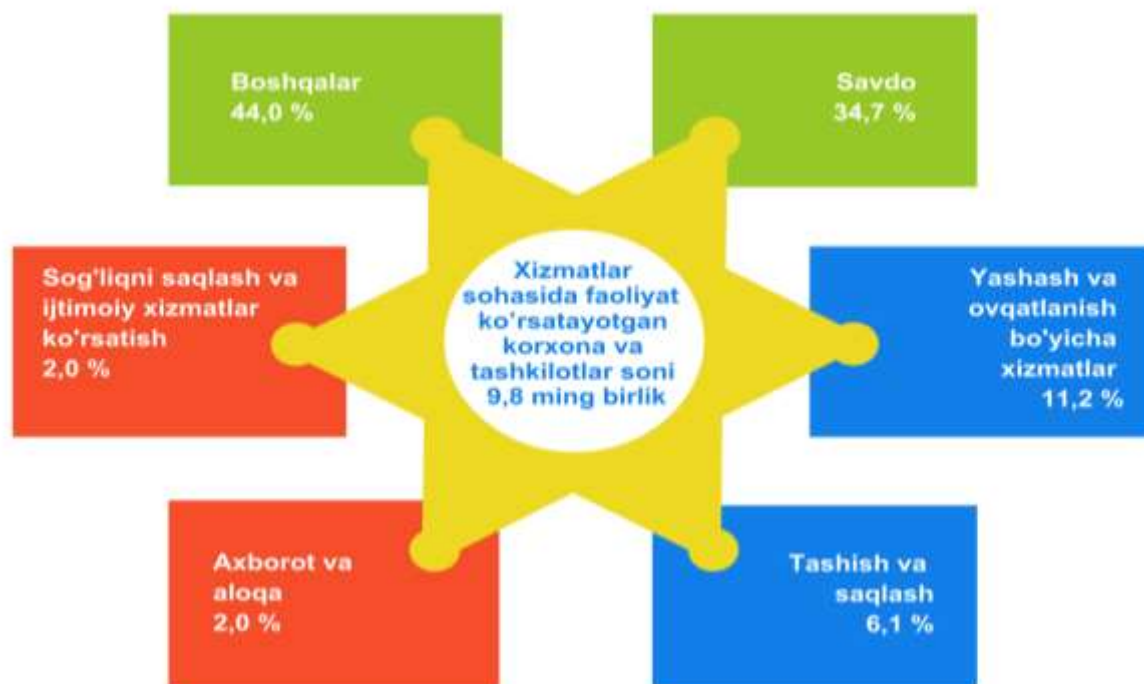 Boshqalar
44,0 %
Savdo
34,7 %
Sog'liqni saqlash va
ijtimoiy xizmatlar
ko'rsatish
2,0 %
Xizmatlar
sohasida faoliyat
ko'rsatayotgan
korxona va
tashkilotlar soni
9,8 ming birlik
Yashash va
ovqatlanish
bo'yicha
xizmatlar
11,2 %
Axborot va
aloqa
2,0 %
Tashish va
saqlash
6,1 %